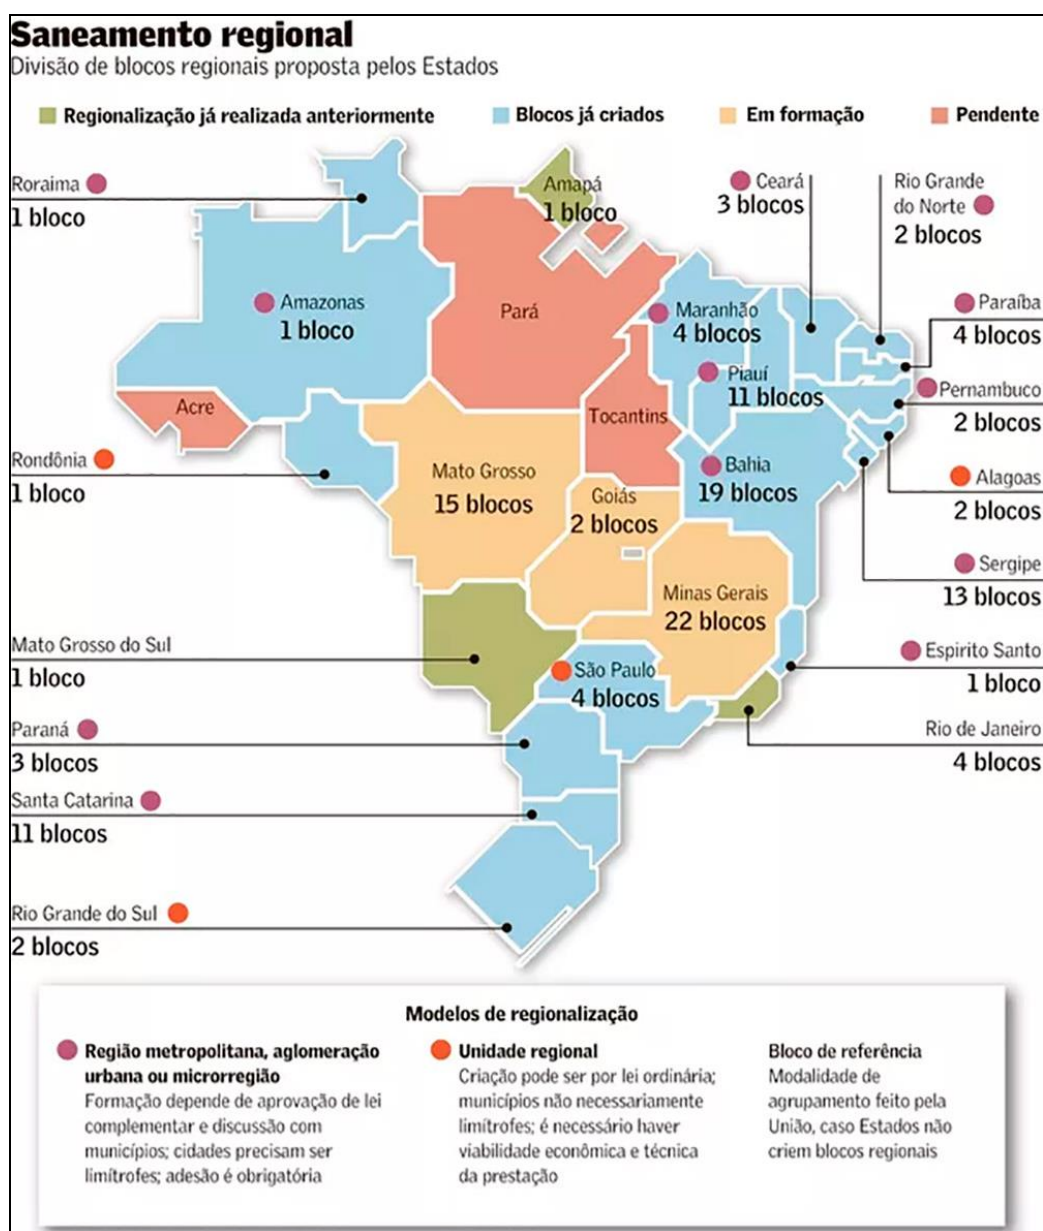 Saneamento regional
Divisão de blocos regionais proposta pelos Estados
Regionalização já realizada anteriormente
Blocos já criados
Em formação
Pendente
Roraima
1 bloco
Amapá
1 bloco
Ceará
3 blocos
Rio Grande
do Norte
2 blocos
Amazonas
1 bloco
Pará
Maranhão
4 blocos
Paraíba
4 blocos
Piauí
11 blocos
Pernambuco
2 blocos
Acre
Tocantins
Rondônia
1 bloco
Mato Grosso
15 blocos
Goiás
2 blocos
Bahia
19 blocos
Alagoas
2 blocos
Sergipe
13 blocos
Minas Gerais
22 blocos
Mato Grosso do Sul
1 bloco
São Paulo
4 blocos
Espirito Santo
1 bloco
Paraná
3 blocos
Rio de Janeiro
4 blocos
Santa Catarina
11 blocos
Rio Grande do Sul
2 blocos
Modelos de regionalização
Região metropolitana, aglomeração
urbana ou microrregião
Formação depende de aprovação de lei
complementar e discussão com
municípios; cidades precisam ser
limítrofes; adesão é obrigatória
Unidade regional
Criação pode ser por lei ordinária;
municípios não necessariamente
limítrofes; é necessário haver
viabilidade econômica e técnica
da prestação
Bloco de referência
Modalidade de
agrupamento feito pela
União, caso Estados não
criem blocos regionais